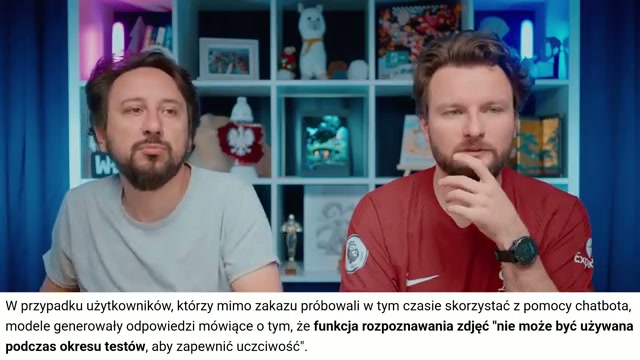 W przypadku użytkowników, którzy mimo zakazu próbowali w tym czasie skorzystać z pomocy chatbota,
modele generowały odpowiedzi mówiące o tym, że funkcja rozpoznawania zdjęć "nie może być używana
podczas okresu testów, aby zapewnić uczciwość".